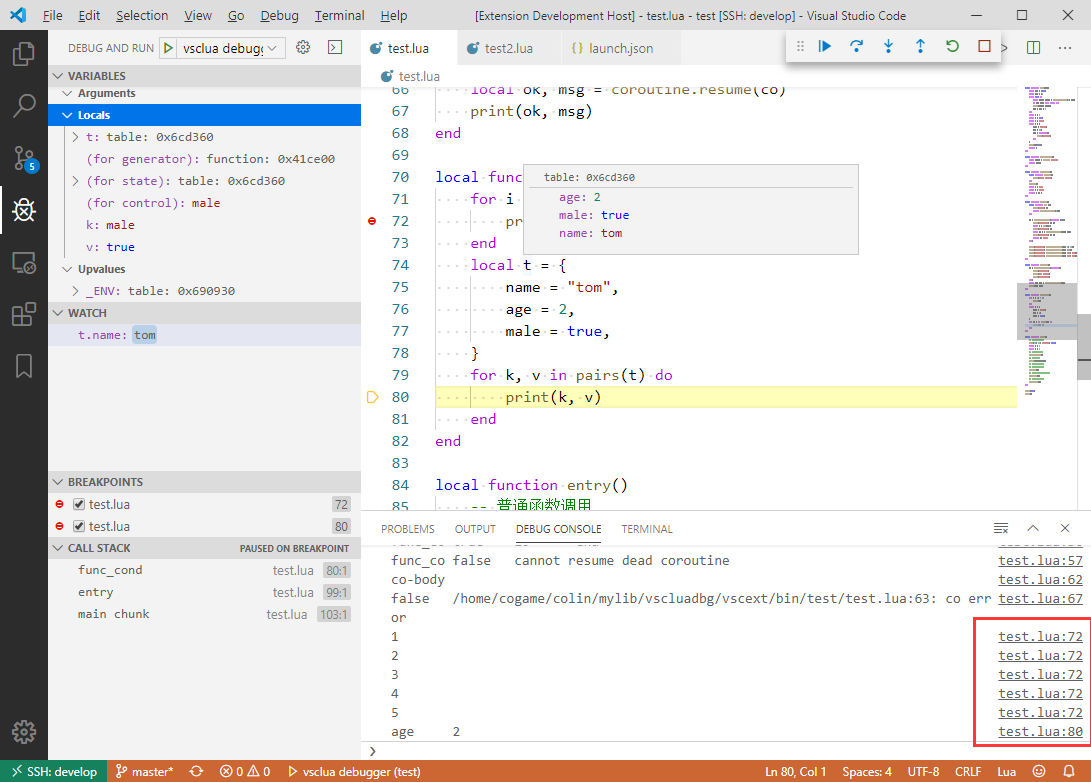 File Edit Selection View Go Debug Terminal Help [Extension Development Host] - test.lua - test [SSH: develop] - Visual Studio Code
DEBUG AND RUN vsclua debugg
test.lua test2.lua {} launch.json
test.lua
VARIABLES
Arguments
Locals
t: table: 0x6cd360
(for generator): function: 0x41ce00
(for state): table: 0x6cd360
(for control): male
k: male
v: true
Upvalues
_ENV: table: 0x690930
WATCH
t.name: tom
BREAKPOINTS
test.lua 72
test.lua 80
CALL STACK PAUSED ON BREAKPOINT
func_cond test.lua 80:1
entry test.lua 99:1
main chunk test.lua 103:1
5
66 local ok, msg = coroutine.resume(co)
67 print(ok, msg)
68 end
69
70 local func
71 for i
72 pr
73 end
74 local t = {
75 name = "tom",
76 age = 2,
77 male = true,
78 }
79 for k, v in pairs(t) do
80 print(k, v)
81 end
82 end
83
84 local function entry()
85 -- 普通函数调用
table: 0x6cd360
age: 2
male: true
name: tom
PROBLEMS OUTPUT DEBUG CONSOLE TERMINAL
func_co false cannot resume dead coroutine test.lua:57
co-body test.lua:62
false /home/cogame/colin/mylib/vscluadbg/vscext/bin/test/test.lua:63: co err test.lua:67
or
1 test.lua:72
2 test.lua:72
3 test.lua:72
4 test.lua:72
5 test.lua:72
age 2 test.lua:80
SSH: develop master* 0 0 vsclua debugger (test) Ln 80, Col 1 Spaces: 4 UTF-8 CRLF Lua